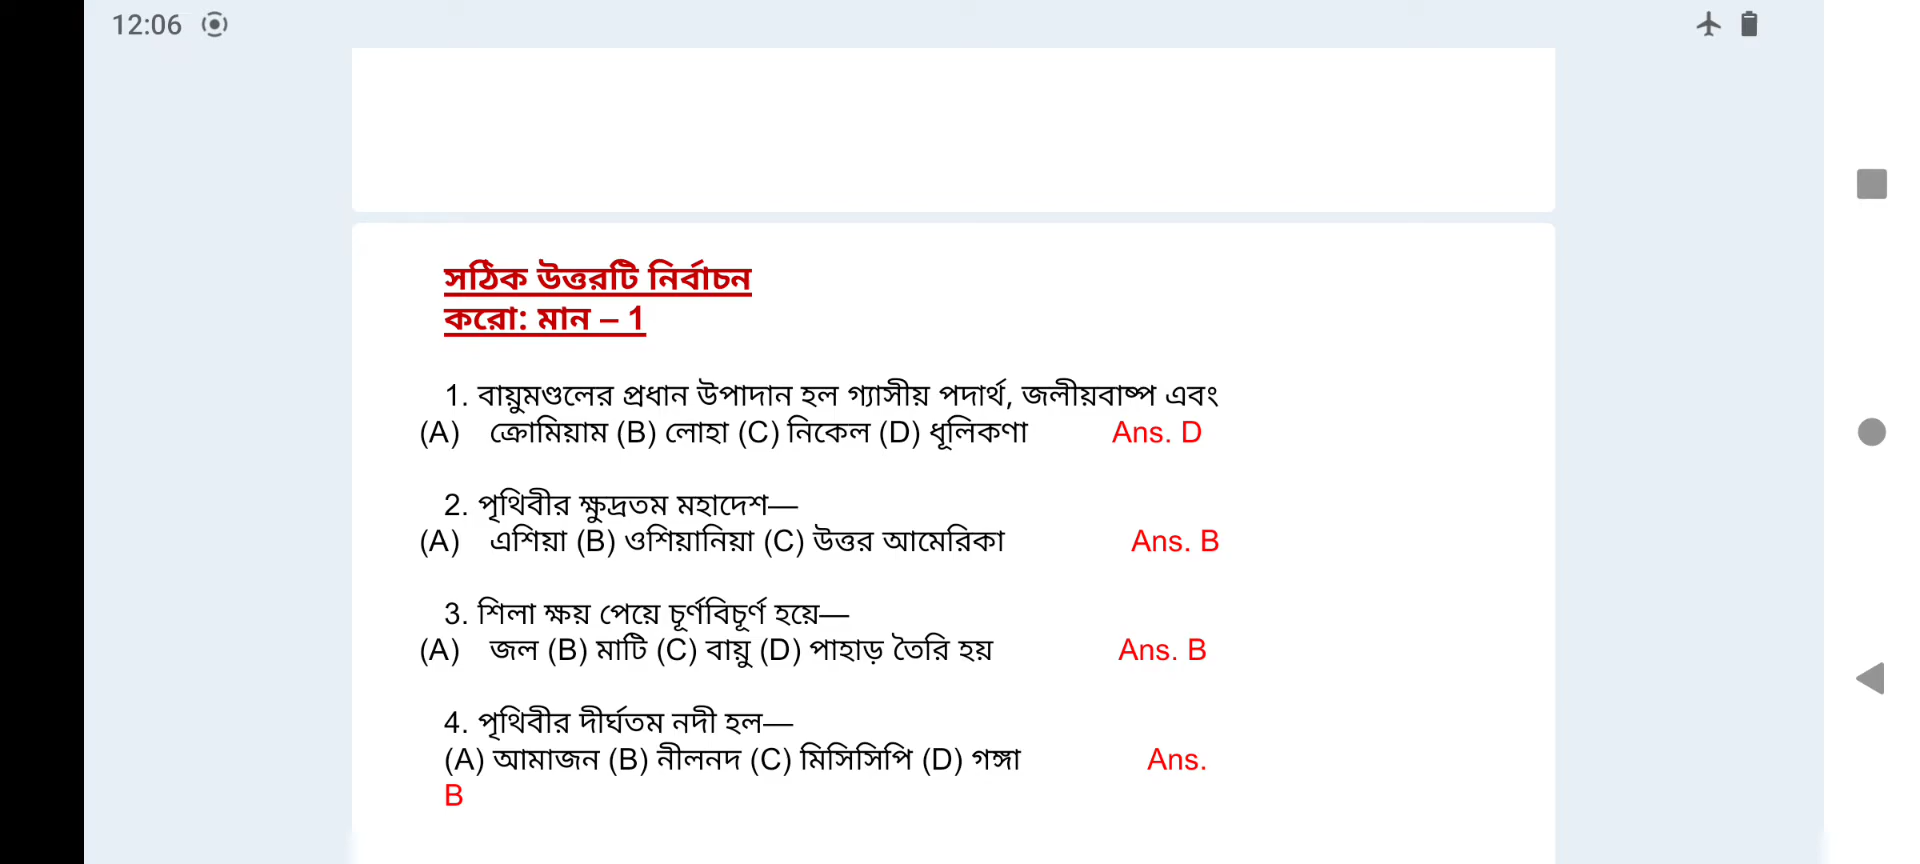 12:06
সঠিক উত্তরটি নির্বাচন
করো: মান – 1
1. বায়ুমণ্ডলের প্রধান উপাদান হল গ্যাসীয় পদার্থ, জলীয়বাষ্প এবং
(A) ক্রোমিয়াম (B) লোহা (C) নিকেল (D) ধূলিকণা Ans. D
2. পৃথিবীর ক্ষুদ্রতম মহাদেশ—
(A) এশিয়া (B) ওশিয়ানিয়া (C) উত্তর আমেরিকা Ans. B
3. শিলা ক্ষয় পেয়ে চূর্ণবিচূর্ণ হয়ে—
(A) জল (B) মাটি (C) বায়ু (D) পাহাড় তৈরি হয় Ans. B
4. পৃথিবীর দীর্ঘতম নদী হল—
(A) আমাজন (B) নীলনদ (C) মিসিসিপি (D) গঙ্গা Ans.
B